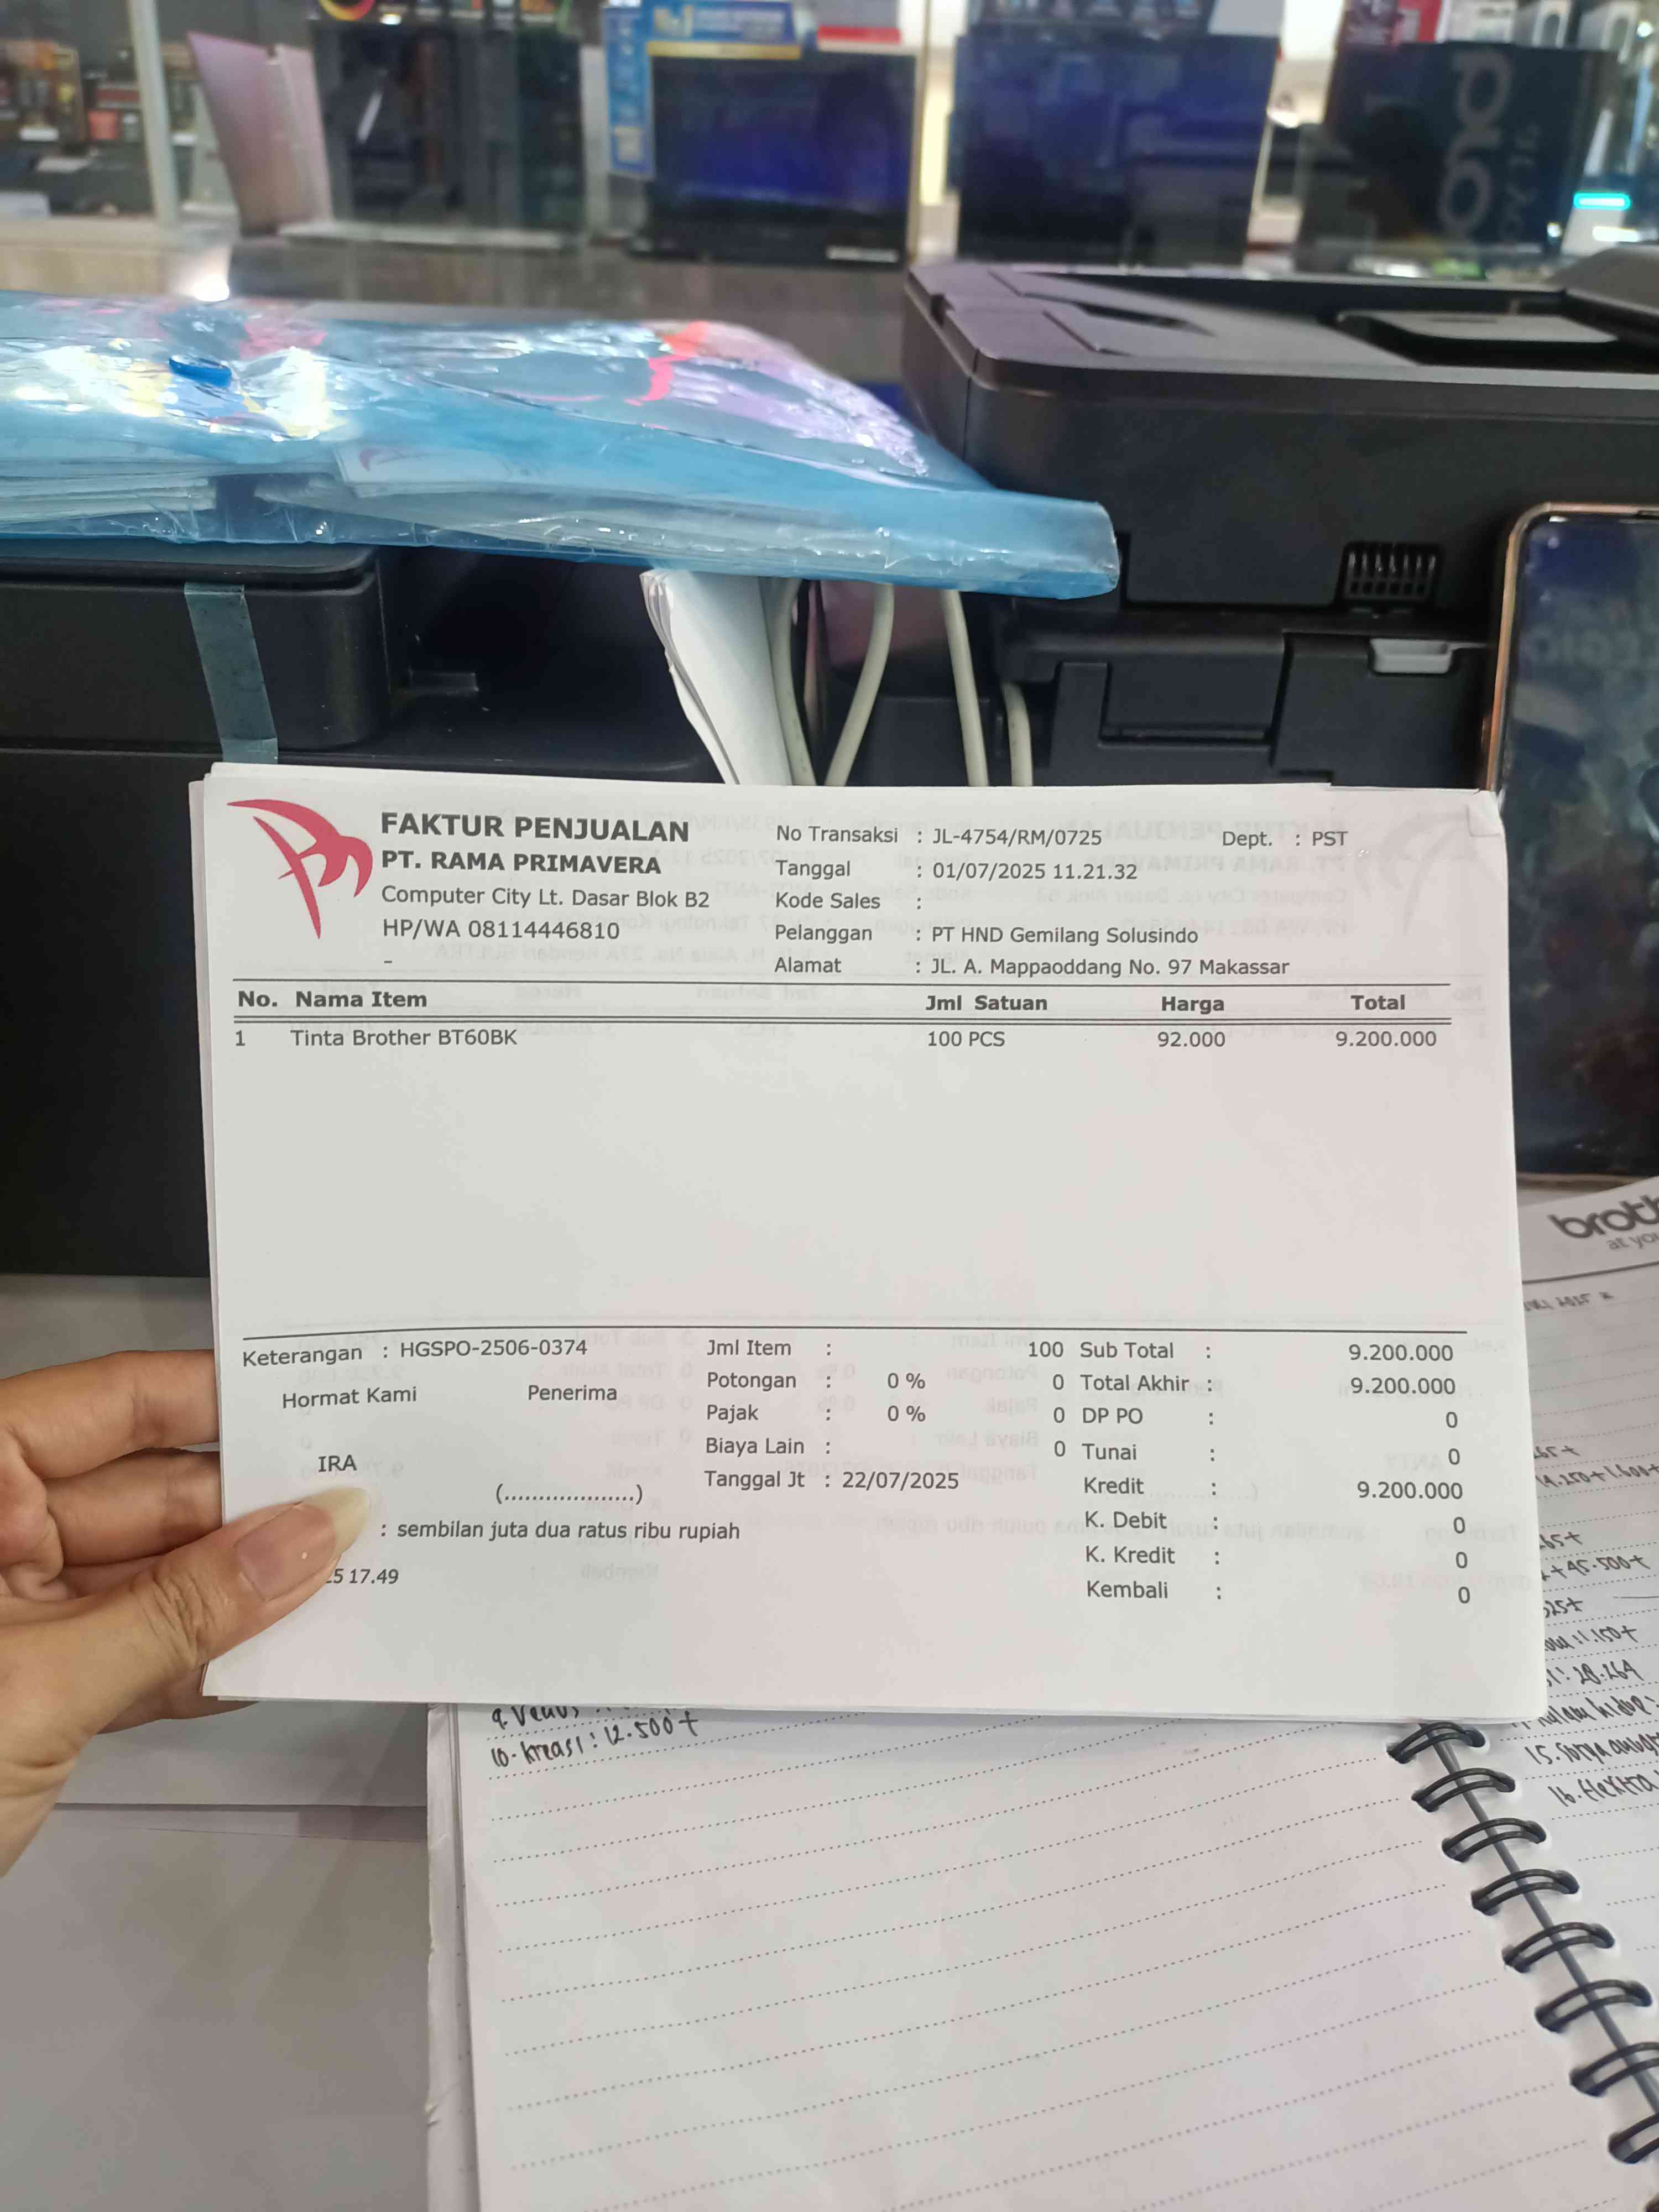 FAKTUR PENJUALAN
PT. RAMA PRIMAVERA
Computer City Lt. Dasar Blok B2
HP/WA 08114446810
-
No Transaksi : JL-4754/RM/0725 Dept. : PST
Tanggal : 01/07/2025 11.21.32
Kode Sales :
Pelanggan : PT HND Gemilang Solusindo
Alamat : JL. A. Mappaoddang No. 97 Makassar
No. Nama Item Jml Satuan Harga Total
1 Tinta Brother BT60BK 100 PCS 92.000 9.200.000
Keterangan : HGSPO-2506-0374
Hormat Kami Penerima
IRA
(...................)
: sembilan juta dua ratus ribu rupiah
25 17.49
Jml Item : 100
Potongan : 0 % 0
Pajak : 0 % 0
Biaya Lain : 0
Tanggal Jt : 22/07/2025
Sub Total : 9.200.000
Total Akhir : 9.200.000
DP PO : 0
Tunai : 0
Kredit : 9.200.000
K. Debit : 0
K. Kredit : 0
Kembali : 0
10. kreasi : 12.500 t